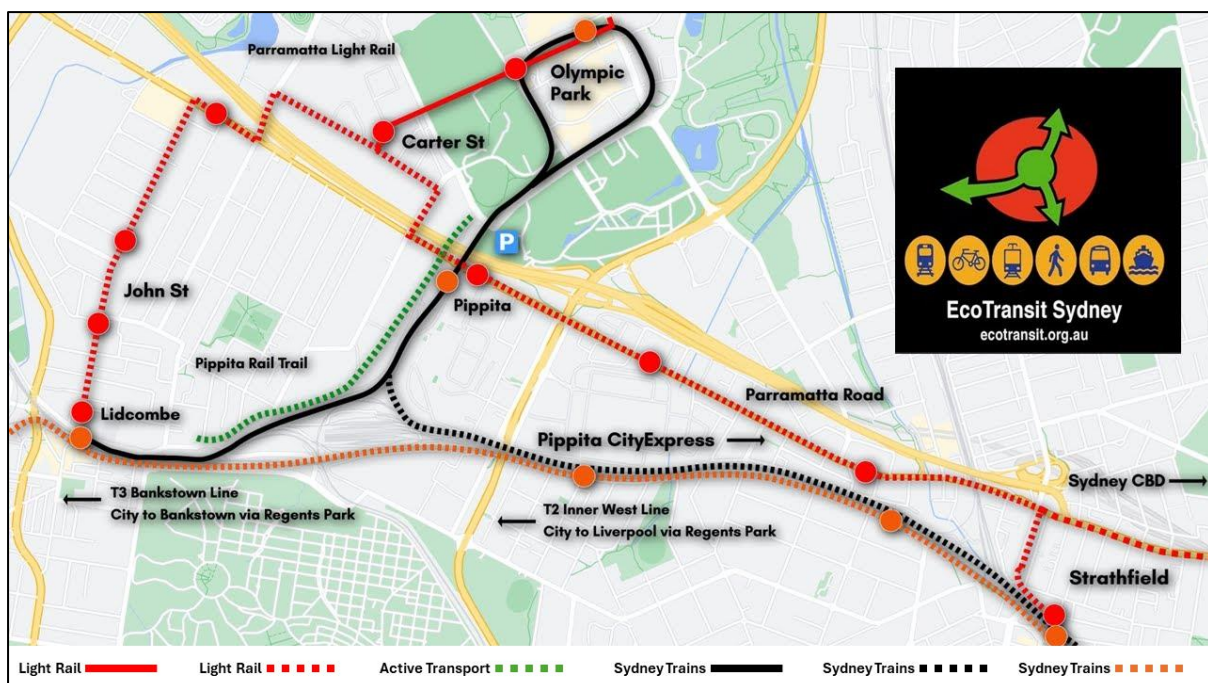 Parramatta Light Rail
Olympic
Park
Carter St
P
EcoTransit Sydney
ecotransit.org.au
John St
Pippita
Pippita Rail Trail
Parramatta Road
Lidcombe
Pippita CityExpress
Sydney CBD
T3 Bankstown Line
City to Bankstown via Regents Park
T2 Inner West Line
City to Liverpool via Regents Park
Strathfield
Light Rail
Light Rail
Active Transport
Sydney Trains
Sydney Trains
Sydney Trains